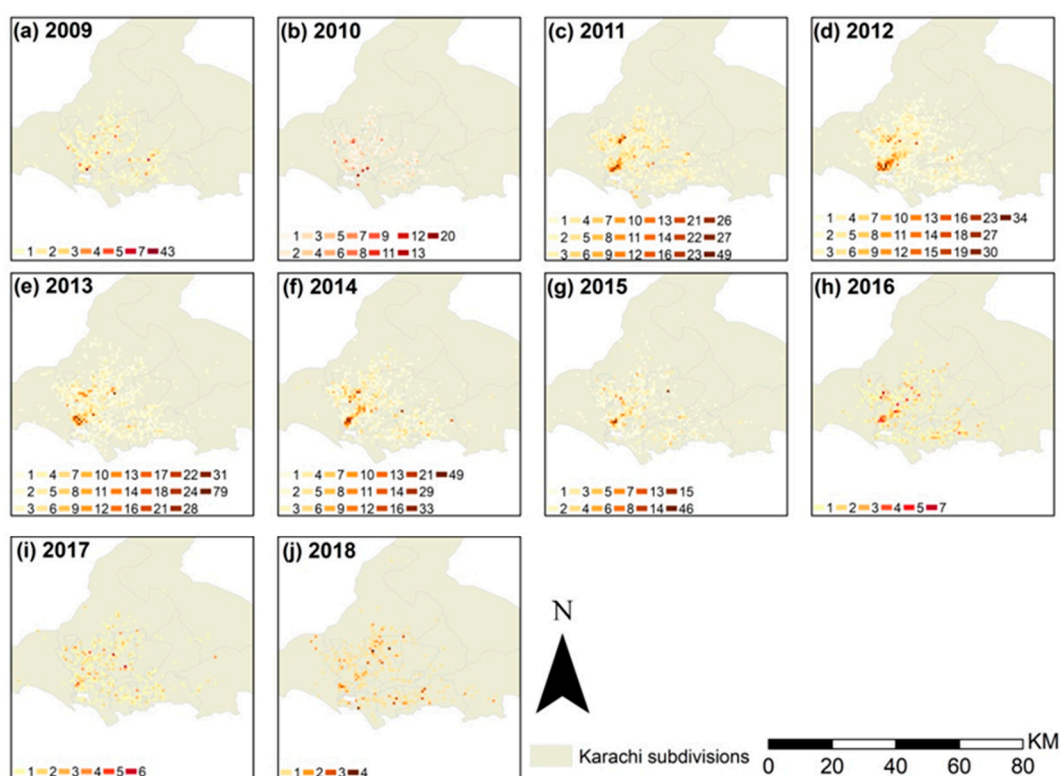 (a) 2009
1 2 3 4 5 7 43
(b) 2010
1 3 5 7 9 12 20
2 4 6 8 11 13
(c) 2011
1 4 7 10 13 21 26
2 5 8 11 14 22 27
3 6 9 12 16 23 49
(d) 2012
1 4 7 10 13 16 23 34
2 5 8 11 14 18 27
3 6 9 12 15 19 30
(e) 2013
1 4 7 10 13 17 22 31
2 5 8 11 14 18 24 79
3 6 9 12 16 21 28
(f) 2014
1 4 7 10 13 21 49
2 5 8 11 14 29
3 6 9 12 16 33
(g) 2015
1 3 5 7 13 15
2 4 6 8 14 46
(h) 2016
1 2 3 4 5 7
(i) 2017
1 2 3 4 5 6
(j) 2018
1 2 3 4
N
Karachi subdivisions
KM
0 20 40 60 80